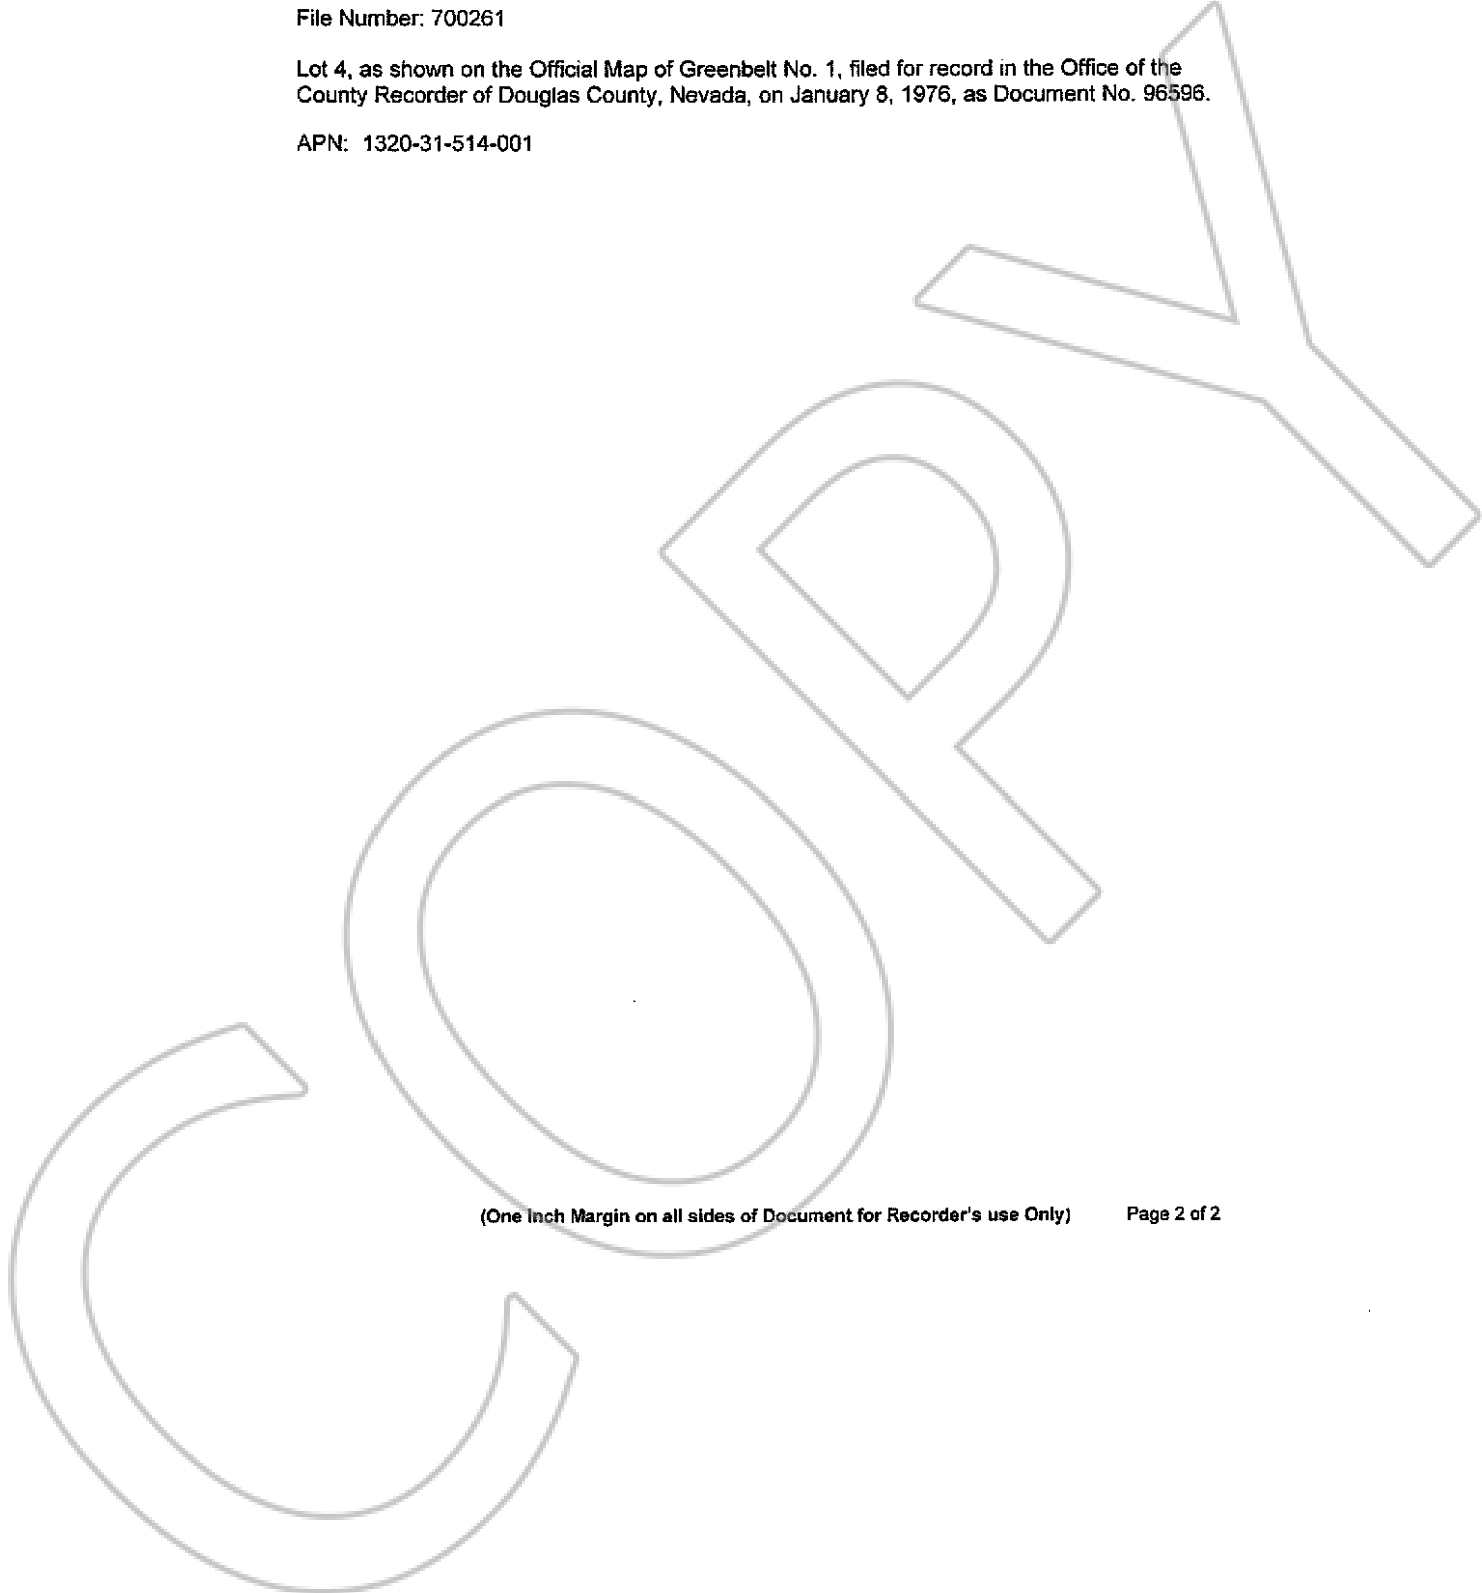 File Number: 700261
Lot 4, as shown on the Official Map of Greenbelt No. 1, filed for record in the Office of the
County Recorder of Douglas County, Nevada, on January 8, 1976, as Document No. 96596.
APN: 1320-31-514-001
COPY
(One Inch Margin on all sides of Document for Recorder's use Only) Page 2 of 2